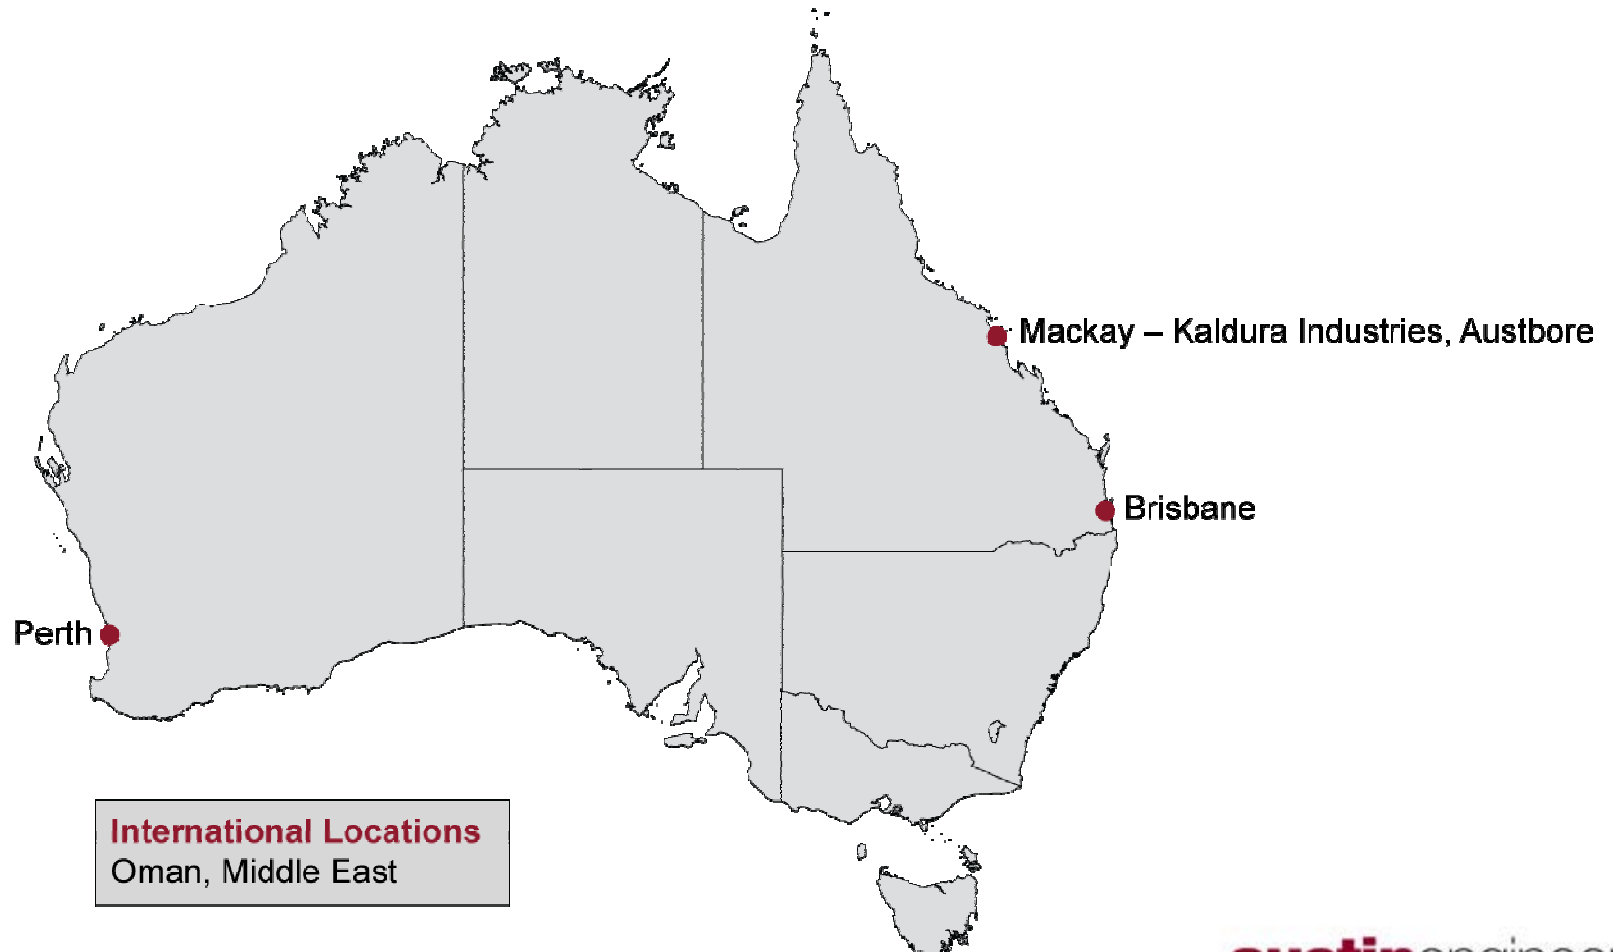 Mackay – Kaldura Industries, Austbore
Brisbane
Perth
International Locations
Oman, Middle East